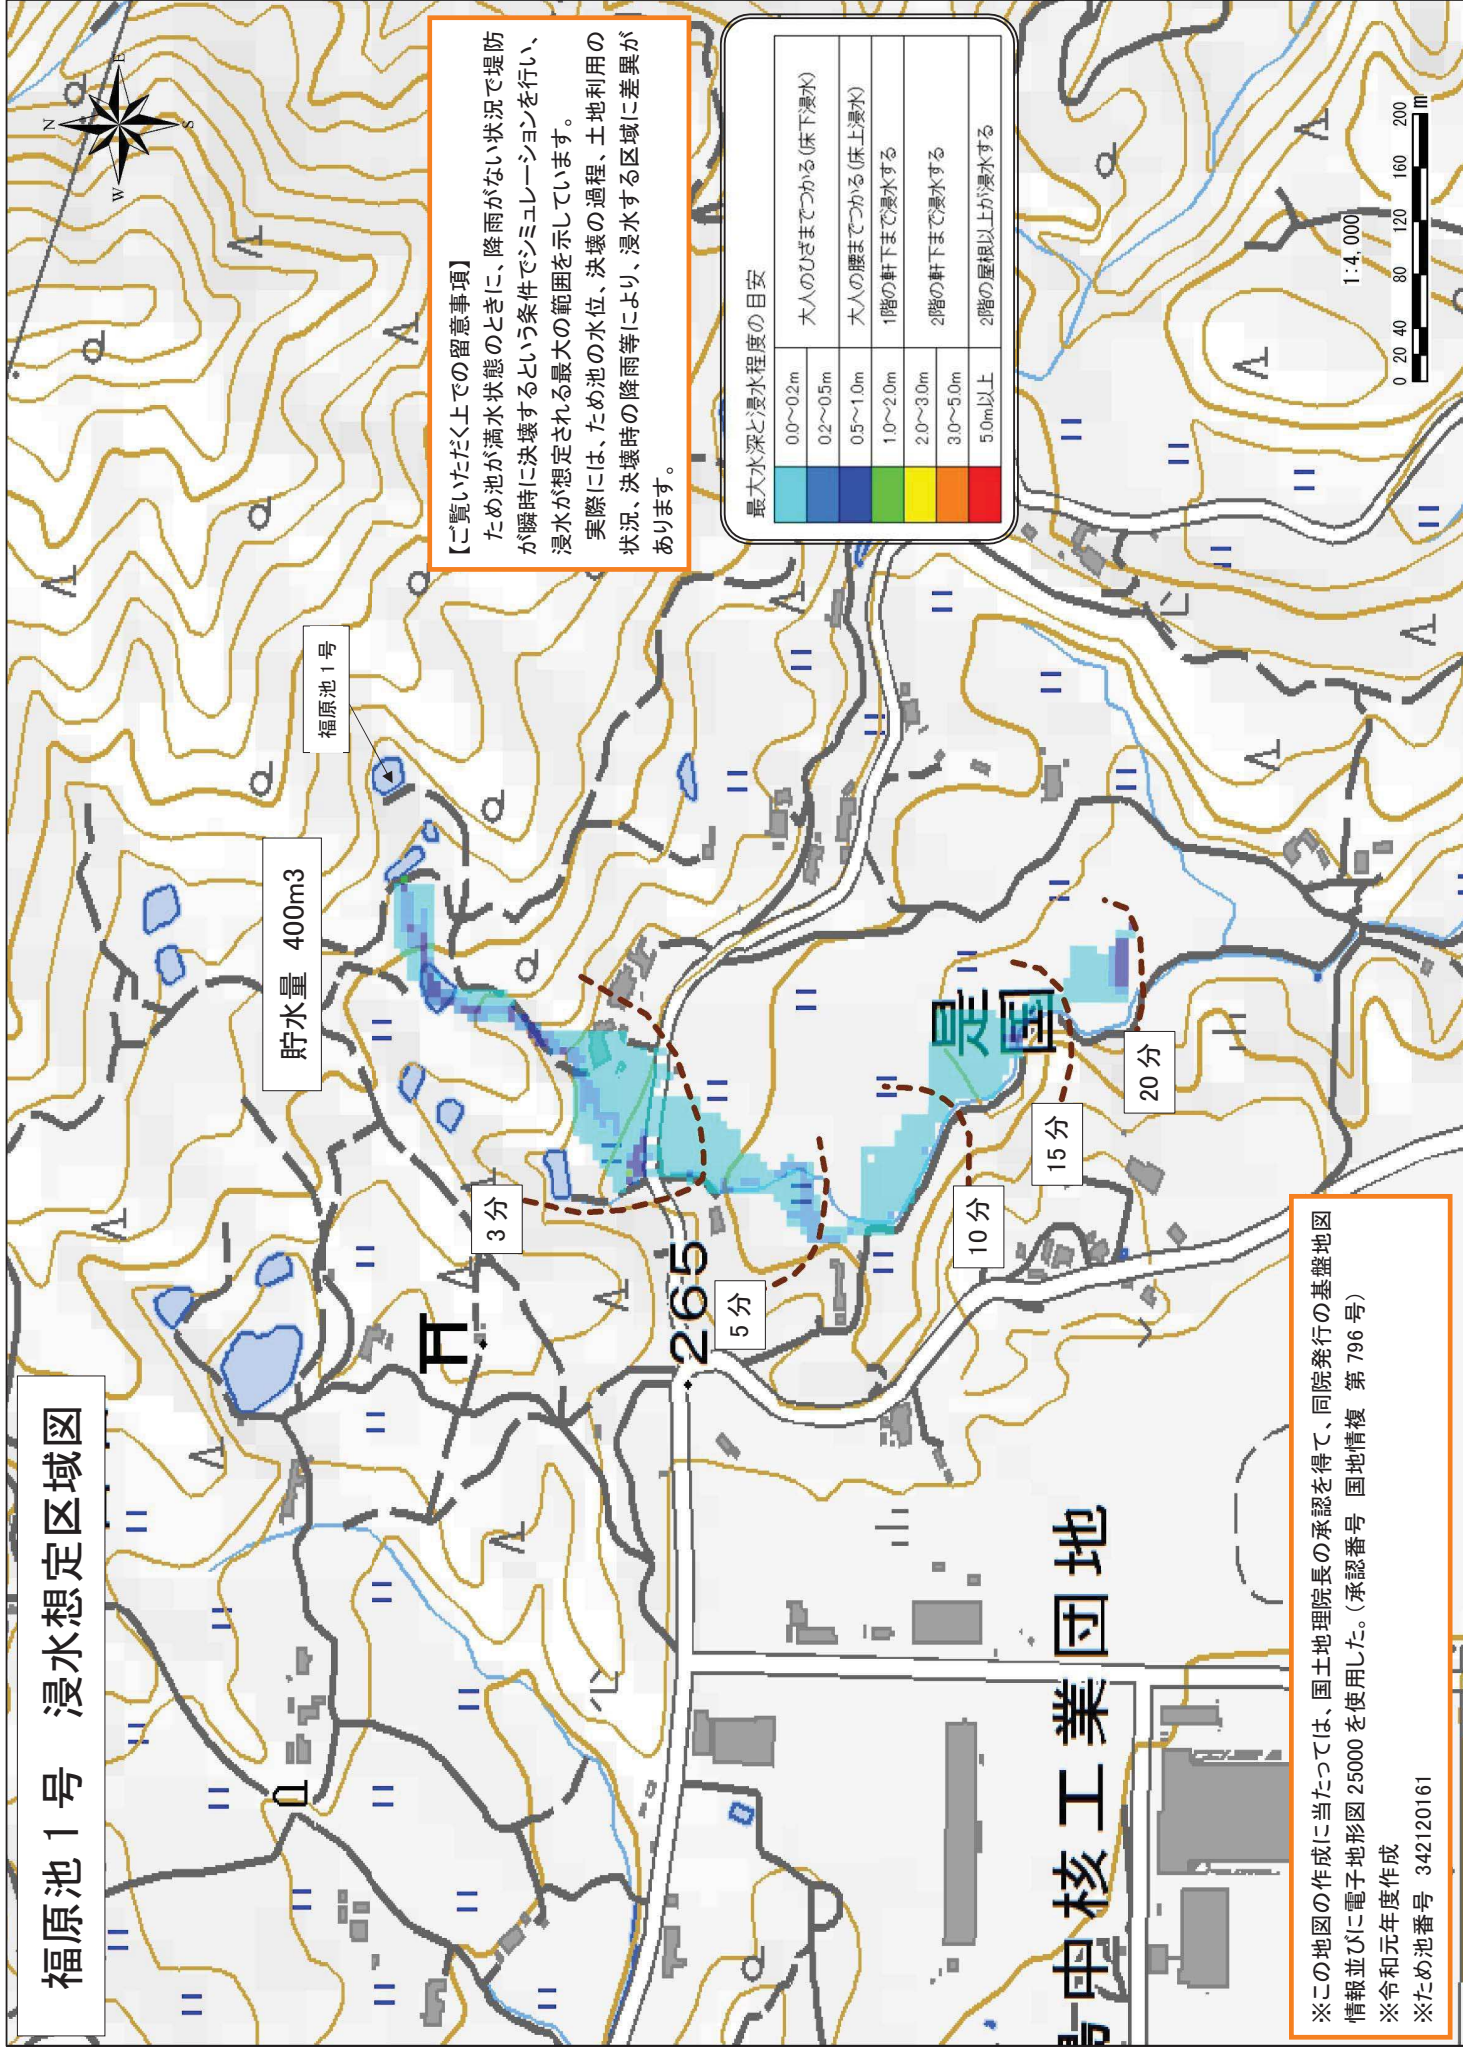 福原池１号　浸水想定区域図
貯水量　400m3
福原池１号
N
E
S
W
【ご覧いただく上での留意事項】
ため池が満水状態のときに、降雨がない状況で堤防
が瞬時に決壊するという条件でシミュレーションを行い、
浸水が想定される最大の範囲を示しています。
実際には、ため池の水位、決壊の過程、土地利用の
状況、決壊時の降雨等により、浸水する区域に差異が
あります。
最大水深と浸水程度の目安
0.0～0.2m
0.2～0.5m
大人のひざまでつかる(床下浸水)
0.5～1.0m
大人の腰までつかる(床上浸水)
1.0～2.0m
1階の軒下まで浸水する
2.0～3.0m
3.0～5.0m
2階の軒下まで浸水する
5.0m以上
2階の屋根以上が浸水する
3分
5分
10分
15分
20分
265
是国
中核工業団地
1:4,000
0 20 40 80 120 160 200
m
※この地図の作成に当たっては、国土地理院長の承認を得て、同院発行の基盤地図
情報並びに電子地形図 25000 を使用した。（承認番号　国地情複　第 796 号）
※令和元年度作成
※ため池番号　342120161